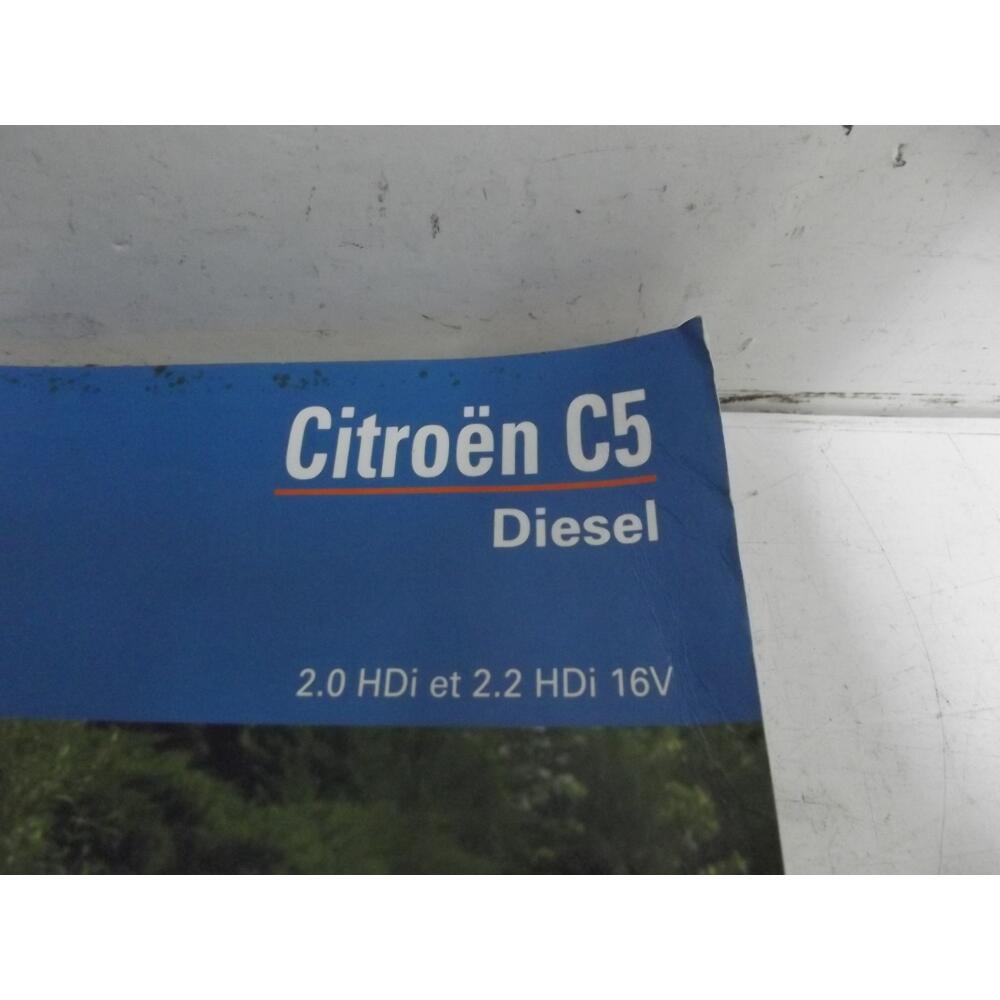 Citroën C5
Diesel
2.0 HDi et 2.2 HDi 16V